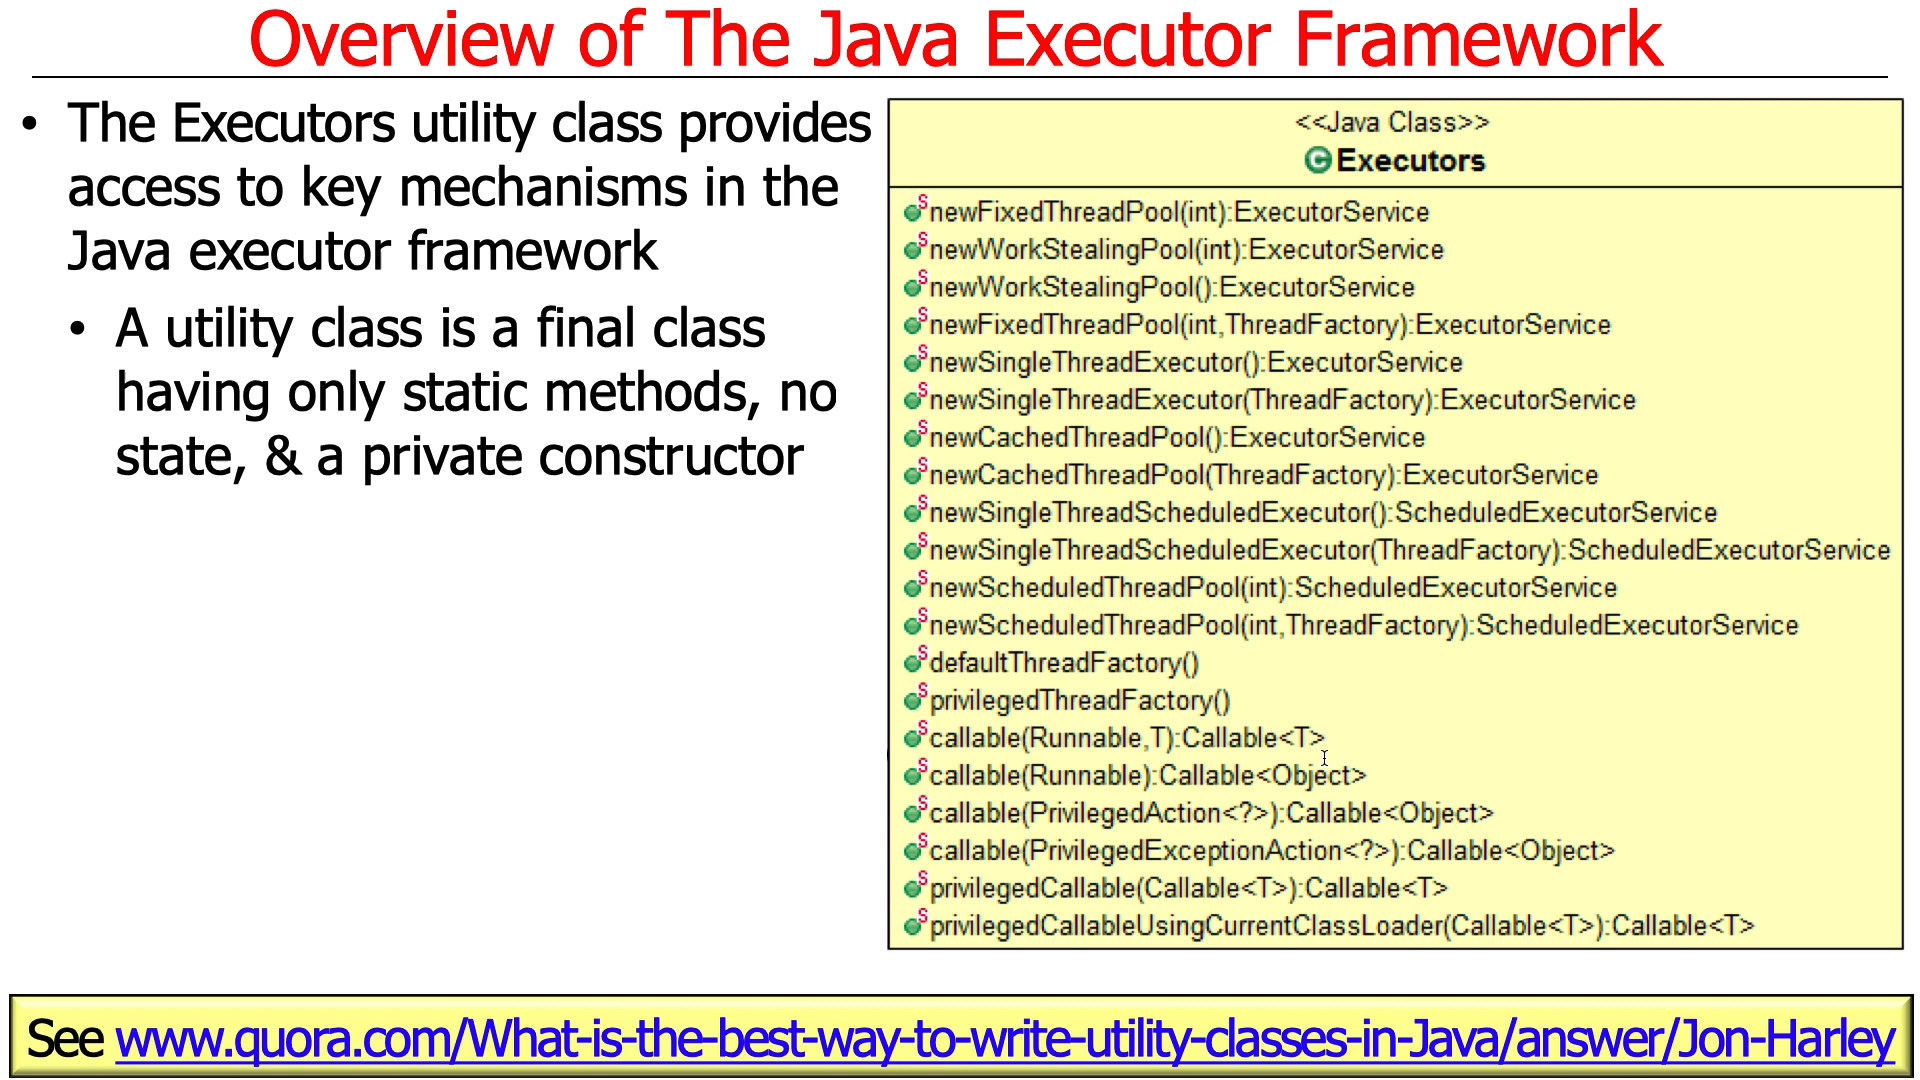 Overview of The Java Executor Framework
• The Executors utility class provides
access to key mechanisms in the
Java executor framework
• A utility class is a final class
having only static methods, no
state, & a private constructor
<<Java Class>>
C Executors
S newFixedThreadPool(int):ExecutorService
S newWorkStealingPool(int):ExecutorService
S newWorkStealingPool():ExecutorService
S newFixedThreadPool(int,ThreadFactory):ExecutorService
S newSingleThreadExecutor():ExecutorService
S newSingleThreadExecutor(ThreadFactory):ExecutorService
S newCachedThreadPool():ExecutorService
S newCachedThreadPool(ThreadFactory):ExecutorService
S newSingleThreadScheduledExecutor():ScheduledExecutorService
S newSingleThreadScheduledExecutor(ThreadFactory):ScheduledExecutorService
S newScheduledThreadPool(int):ScheduledExecutorService
S newScheduledThreadPool(int,ThreadFactory):ScheduledExecutorService
S defaultThreadFactory()
S privilegedThreadFactory()
S callable(Runnable,T):Callable<T>
S callable(Runnable):Callable<Object>
S callable(PrivilegedAction<?>):Callable<Object>
S callable(PrivilegedExceptionAction<?>):Callable<Object>
S privilegedCallable(Callable<T>):Callable<T>
S privilegedCallableUsingCurrentClassLoader(Callable<T>):Callable<T>
See www.quora.com/What-is-the-best-way-to-write-utility-classes-in-Java/answer/Jon-Harley